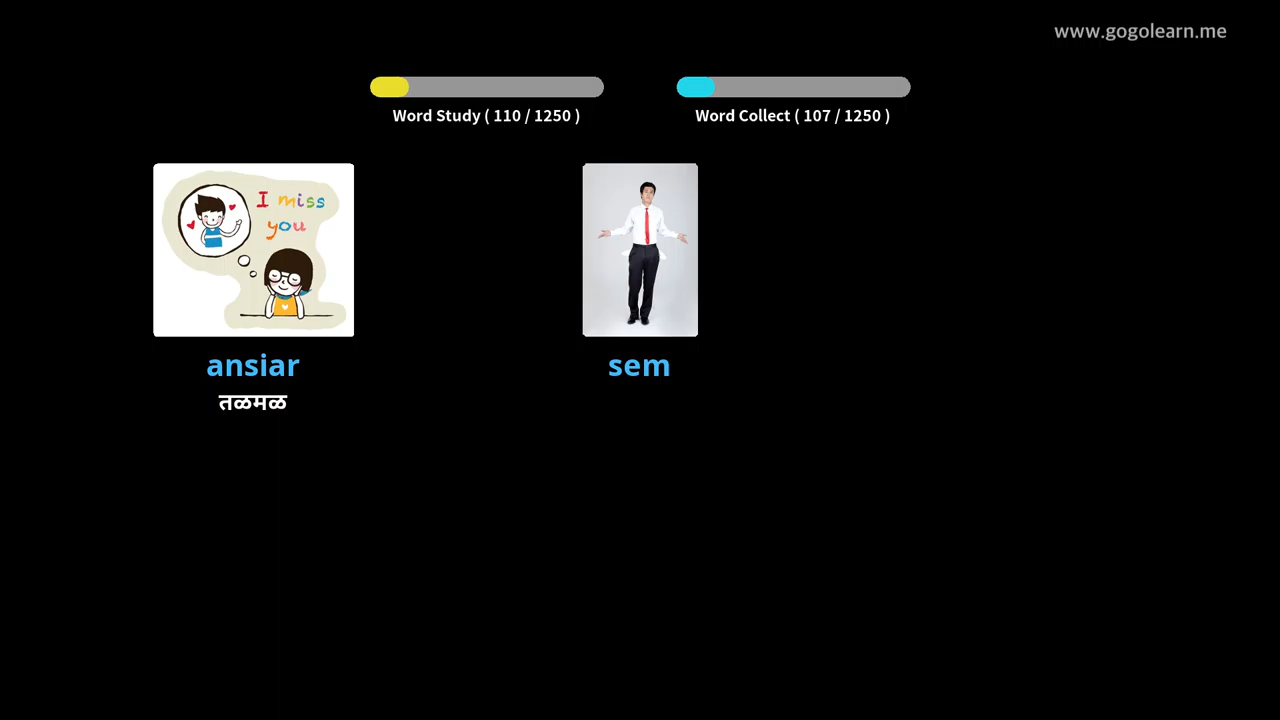 www.gogolearn.me
Word Study ( 110 / 1250 )
Word Collect ( 107 / 1250 )
I miss
you
ansiar
तळमळ
sem